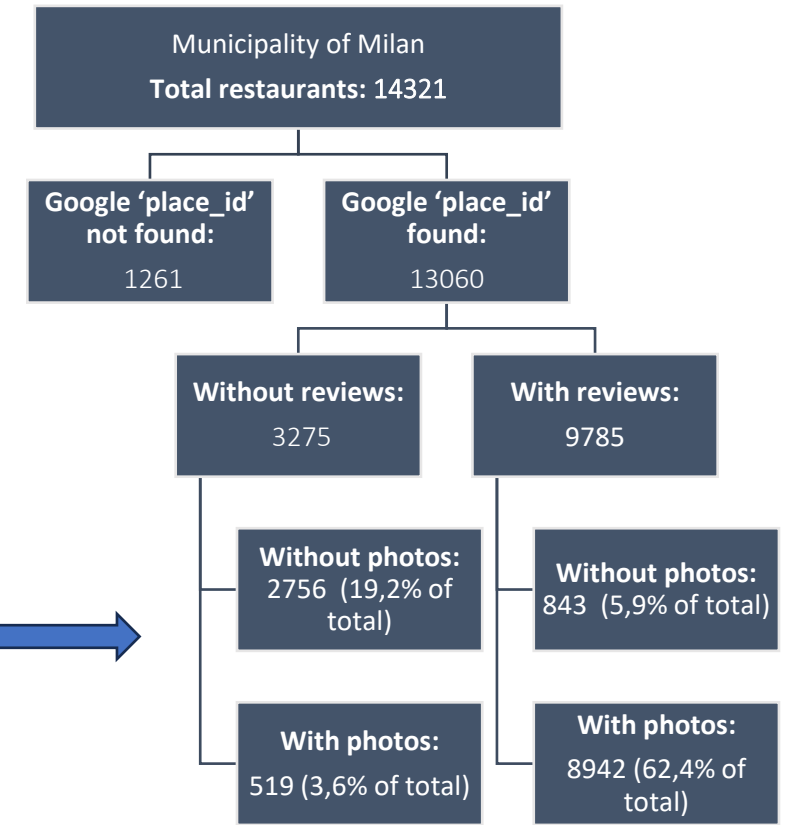 Municipality of Milan
Total restaurants: 14321
Google ‘place_id’
not found:
1261
Google ‘place_id’
found:
13060
Without reviews:
3275
With reviews:
9785
Without photos:
2756 (19,2% of
total)
Without photos:
843 (5,9% of total)
With photos:
519 (3,6% of total)
With photos:
8942 (62,4% of
total)